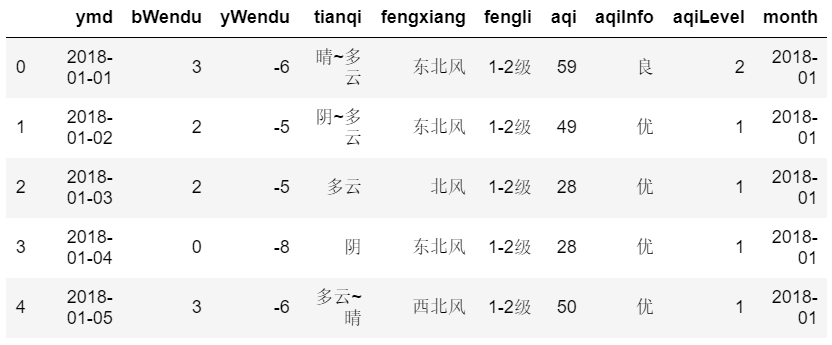 ymd bWendu yWendu tianqi fengxiang fengli aqi aqiInfo aqiLevel month
0 2018-01-01 3 -6 晴~多云 东北风 1-2级 59 良 2 2018-01
1 2018-01-02 2 -5 阴~多云 东北风 1-2级 49 优 1 2018-01
2 2018-01-03 2 -5 多云 北风 1-2级 28 优 1 2018-01
3 2018-01-04 0 -8 阴 东北风 1-2级 28 优 1 2018-01
4 2018-01-05 3 -6 多云~晴 西北风 1-2级 50 优 1 2018-01